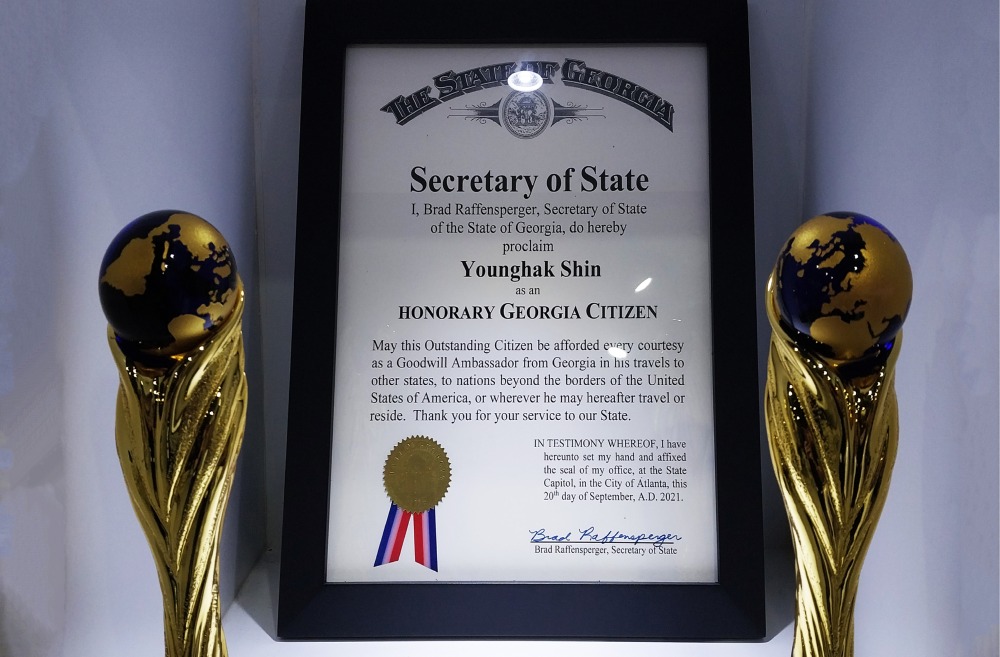 THE STATE OF GEORGIA
Secretary of State
I, Brad Raffensperger, Secretary of State
of the State of Georgia, do hereby
proclaim
Younghak Shin
as an
HONORARY GEORGIA CITIZEN
May this Outstanding Citizen be afforded every courtesy
as a Goodwill Ambassador from Georgia in his travels to
other states, to nations beyond the borders of the United
States of America, or wherever he may hereafter travel or
reside. Thank you for your service to our State.
IN TESTIMONY WHEREOF, I have
hereunto set my hand and affixed
the seal of my office, at the State
Capitol, in the City of Atlanta, this
20th day of September, A.D. 2021.
Brad Raffensperger
Brad Raffensperger, Secretary of State